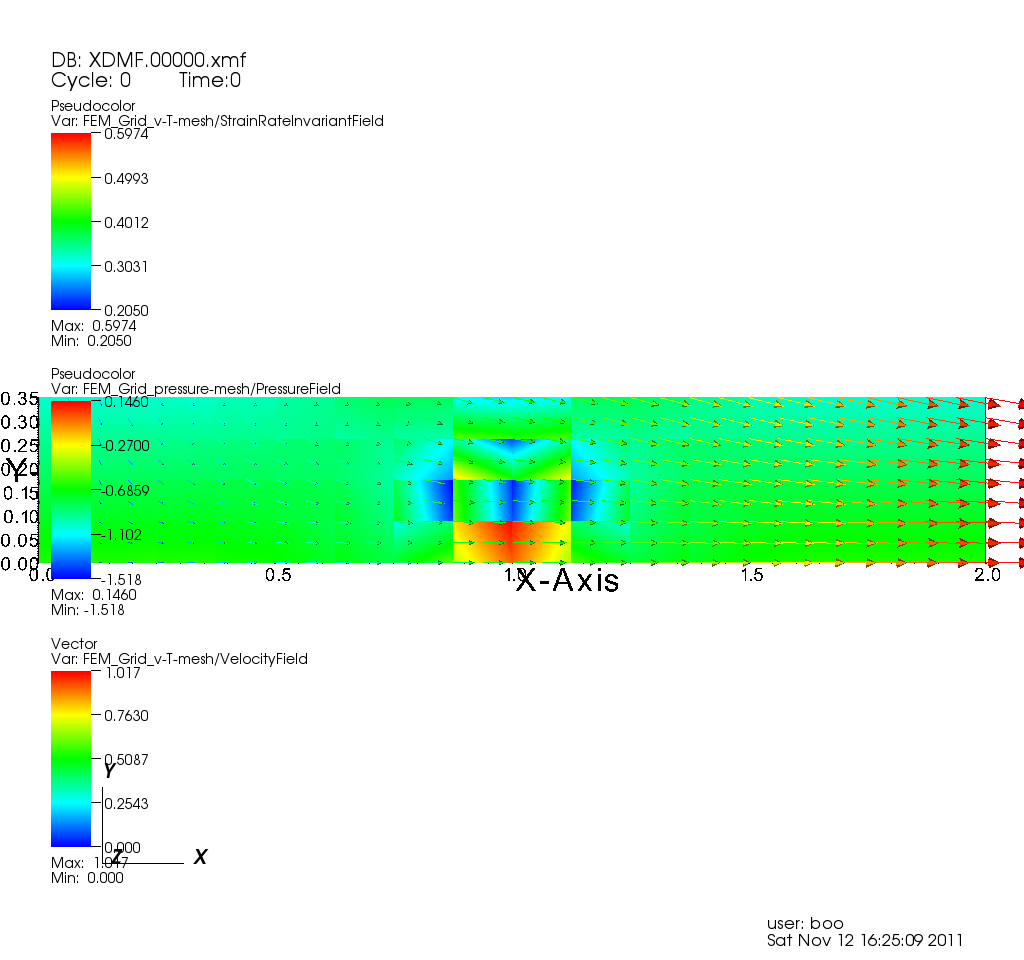 DB: XDMF.00000.xmf
Cycle: 0 Time:0
Pseudocolor
Var: FEM_Grid_v-T-mesh/StrainRateInvariantField
0.5974
0.4993
0.4012
0.3031
0.2050
Max: 0.5974
Min: 0.2050
Pseudocolor
Var: FEM_Grid_pressure-mesh/PressureField
0.1460
-0.2700
-0.6859
-1.102
-1.518
Max: 0.1460
Min: -1.518
0.35
0.30
0.25
0.15
0.10
0.05
0.00
0.5
1.0
1.5
2.0
X-Axis
Vector
Var: FEM_Grid_v-T-mesh/VelocityField
1.017
0.7630
0.5087
0.2543
0.000
Max: 1.017
Min: 0.000
Y
Z
X
user: boo
Sat Nov 12 16:25:09 2011